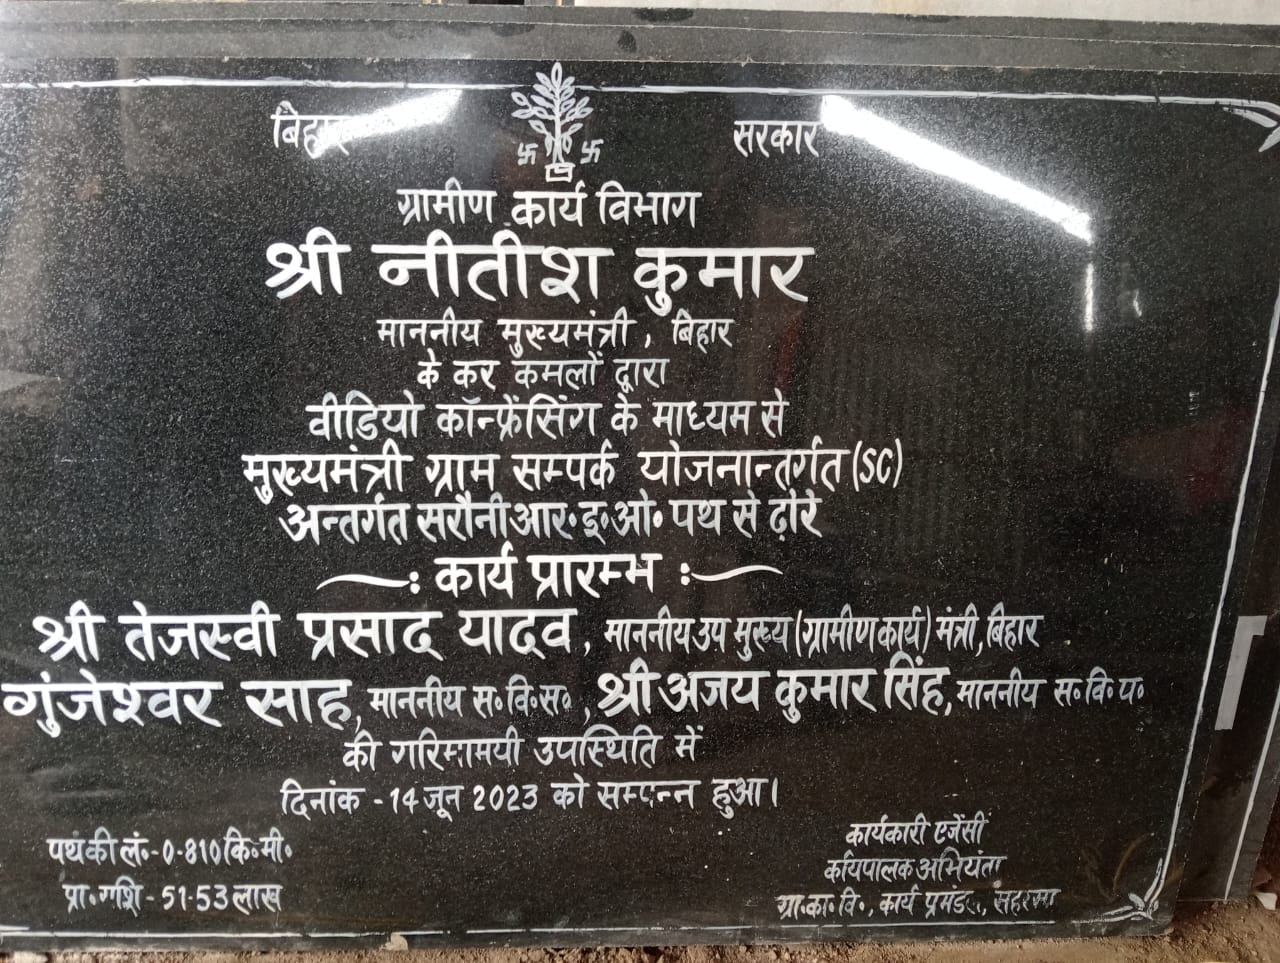 बिहार सरकार
ग्रामीण कार्य विभाग
श्री नीतीश कुमार
माननीय मुख्यमंत्री, बिहार
के कर कमलों द्वारा
वीडियो कॉन्फ्रेंसिंग के माध्यम से
मुख्यमंत्री ग्राम सम्पर्क योजनान्तर्गत (SC)
अन्तर्गत सरौनी आर॰ इ॰ ओ॰ पथ से ढ़ोरे
: कार्य प्रारम्भ :
श्री तेजस्वी प्रसाद यादव, माननीय उप मुख्य (ग्रामीण कार्य) मंत्री, बिहार
गुंजेश्वर साह, माननीय स॰ वि॰ स॰, श्री अजय कुमार सिंह, माननीय स॰ वि॰ प॰
की गरिमामयी उपस्थिति में
दिनांक - 14 जून 2023 को सम्पन्न हुआ।
पथ की लं॰ - 0.810 कि॰ मी॰
प्रा॰ राशि - 51.53 लाख
कार्यकारी एजेंसी
कार्यपालक अभियंता
ग्रा॰ का॰ वि॰, कार्य प्रमंडल, सहरसा